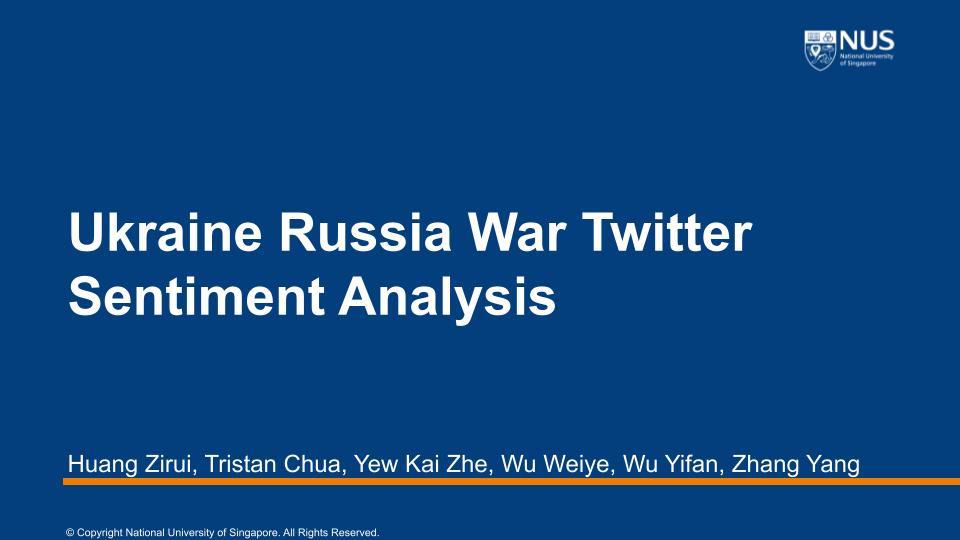 NUS
National University
of Singapore
Ukraine Russia War Twitter
Sentiment Analysis
Huang Zirui, Tristan Chua, Yew Kai Zhe, Wu Weiye, Wu Yifan, Zhang Yang
© Copyright National University of Singapore. All Rights Reserved.